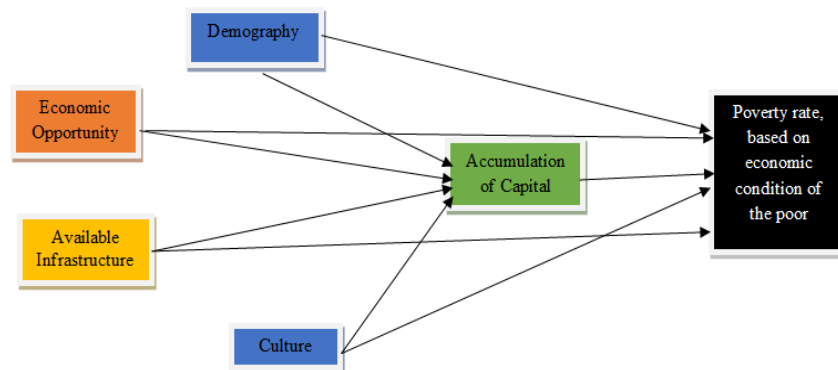 Demography
Economic
Opportunity
Accumulation
of Capital
Poverty rate,
based on
economic
condition of
the poor
Available
Infrastructure
Culture